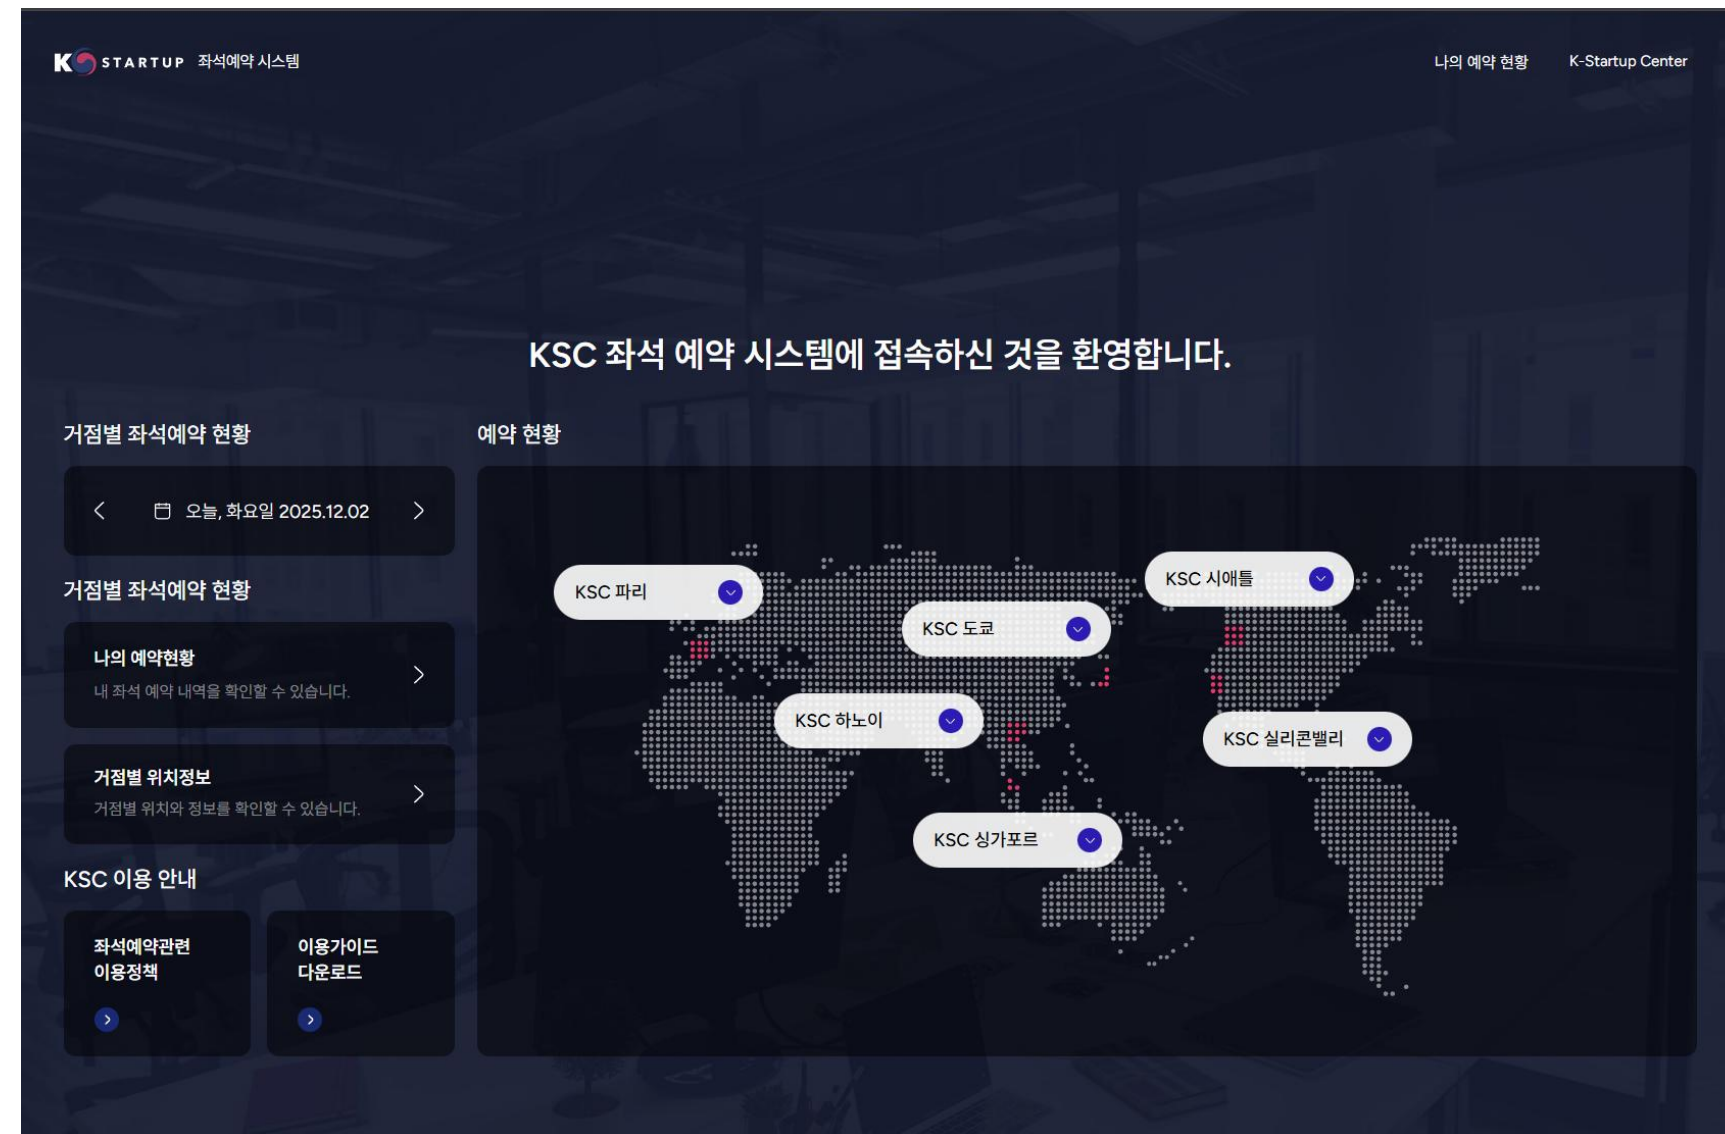 K STARTUP 좌석예약 시스템
나의 예약 현황
K-Startup Center
KSC 좌석 예약 시스템에 접속하신 것을 환영합니다.
거점별 좌석예약 현황
오늘, 화요일 2025.12.02
거점별 좌석예약 현황
나의 예약현황
내 좌석 예약 내역을 확인할 수 있습니다.
거점별 위치정보
거점별 위치와 정보를 확인할 수 있습니다.
KSC 이용 안내
좌석예약관련
이용정책
이용가이드
다운로드
예약 현황
KSC 파리
KSC 시애틀
KSC 도쿄
KSC 하노이
KSC 실리콘밸리
KSC 싱가포르